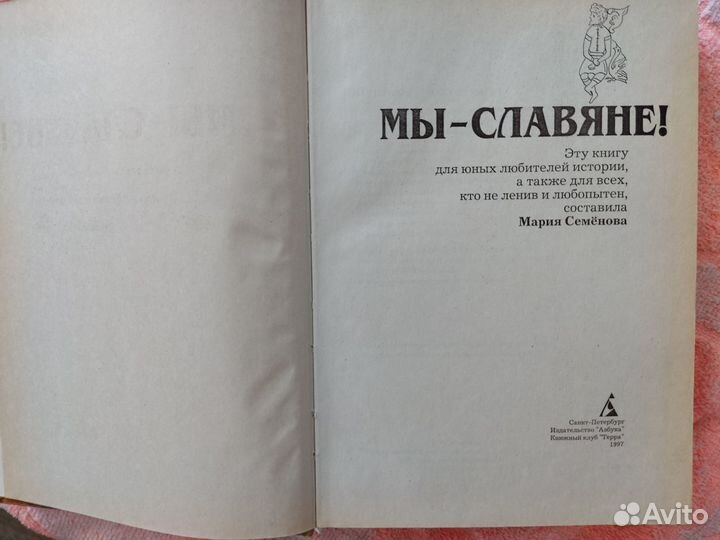 МЫ-СЛАВЯНЕ!
Эту книгу
для юных любителей истории,
а также для всех,
кто не ленив и любопытен,
составила
Мария Семёнова
Санкт-Петербург
Издательство "Азбука"
Книжный клуб "Терра"
1997
Avito